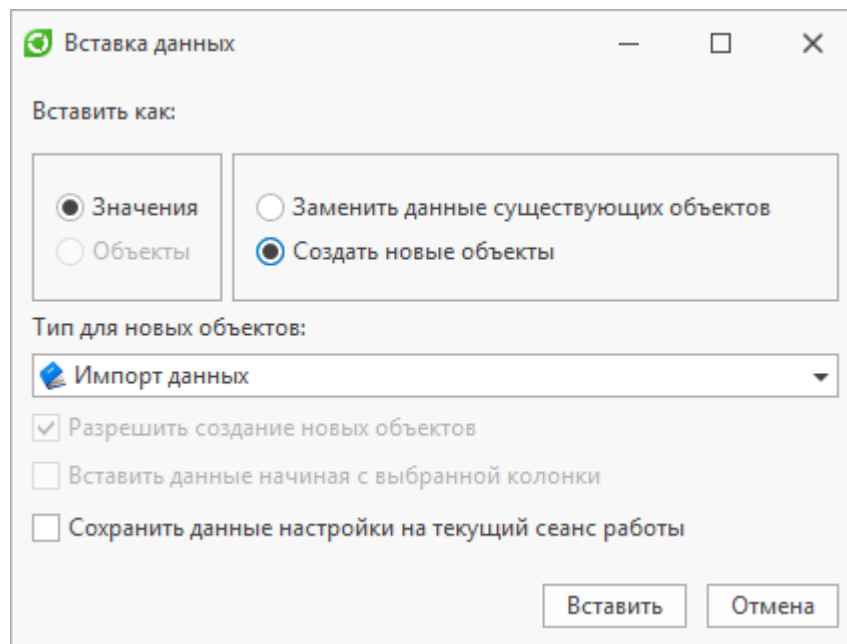 Вставка данных
Вставить как:
Значения
Объекты
Заменить данные существующих объектов
Создать новые объекты
Тип для новых объектов:
Импорт данных
Разрешить создание новых объектов
Вставить данные начиная с выбранной колонки
Сохранить данные настройки на текущий сеанс работы
Вставить Отмена